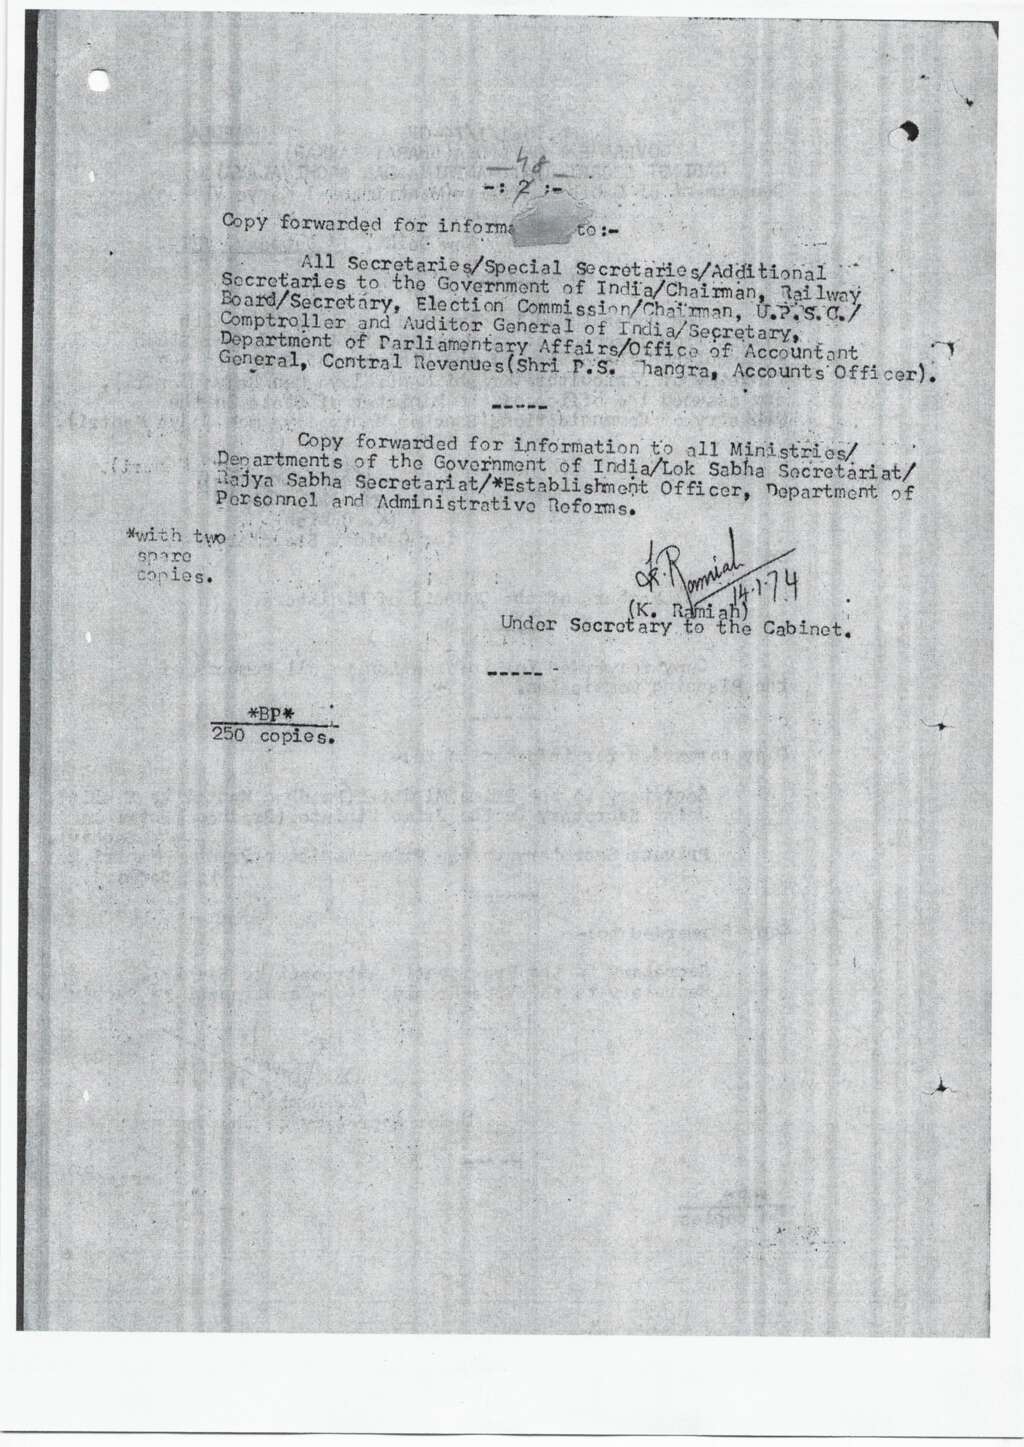 48
-: 2 :-
Copy forwarded for informa to:-
All Secretaries/Special Secretaries/Additional
Secretaries to the Government of India/Chairman, Railway
Board/Secretary, Election Commission/Chairman, U.P.S.C./
Comptroller and Auditor General of India/Secretary,
Department of Parliamentary Affairs/Office of Accountant
General, Central Revenues(Shri P.S. hangra, Accounts Officer).
-----
Copy forwarded for information to all Ministries/
Departments of the Government of India/Lok Sabha Secretariat/
Rajya Sabha Secretariat/*Establishment Officer, Department of
Personnel and Administrative Reforms.
*with two
spare
copies.
K. Ramiah
14.1.74
(K. Ramiah)
Under Secretary to the Cabinet.
-----
*BP*
250 copies.